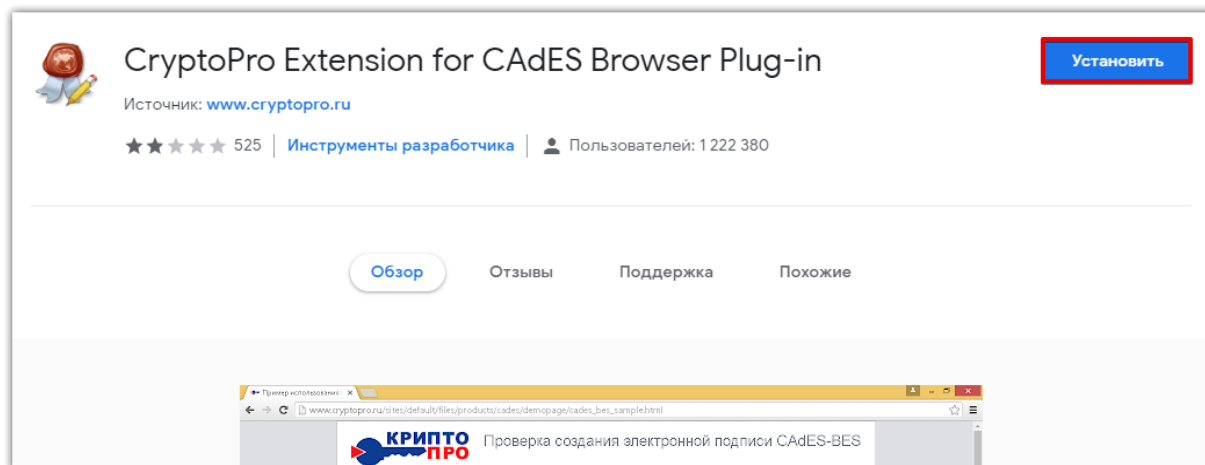 CryptoPro Extension for CAdES Browser Plug-in
Установить
Источник: www.cryptopro.ru
525 Инструменты разработчика Пользователей: 1 222 380
Обзор Отзывы Поддержка Похожие
Пример использования
www.cryptopro.ru/sites/default/files/products/cades/demopage/cades_bes_sample.html
КРИПТО
ПРО
Проверка создания электронной подписи CAdES-BES